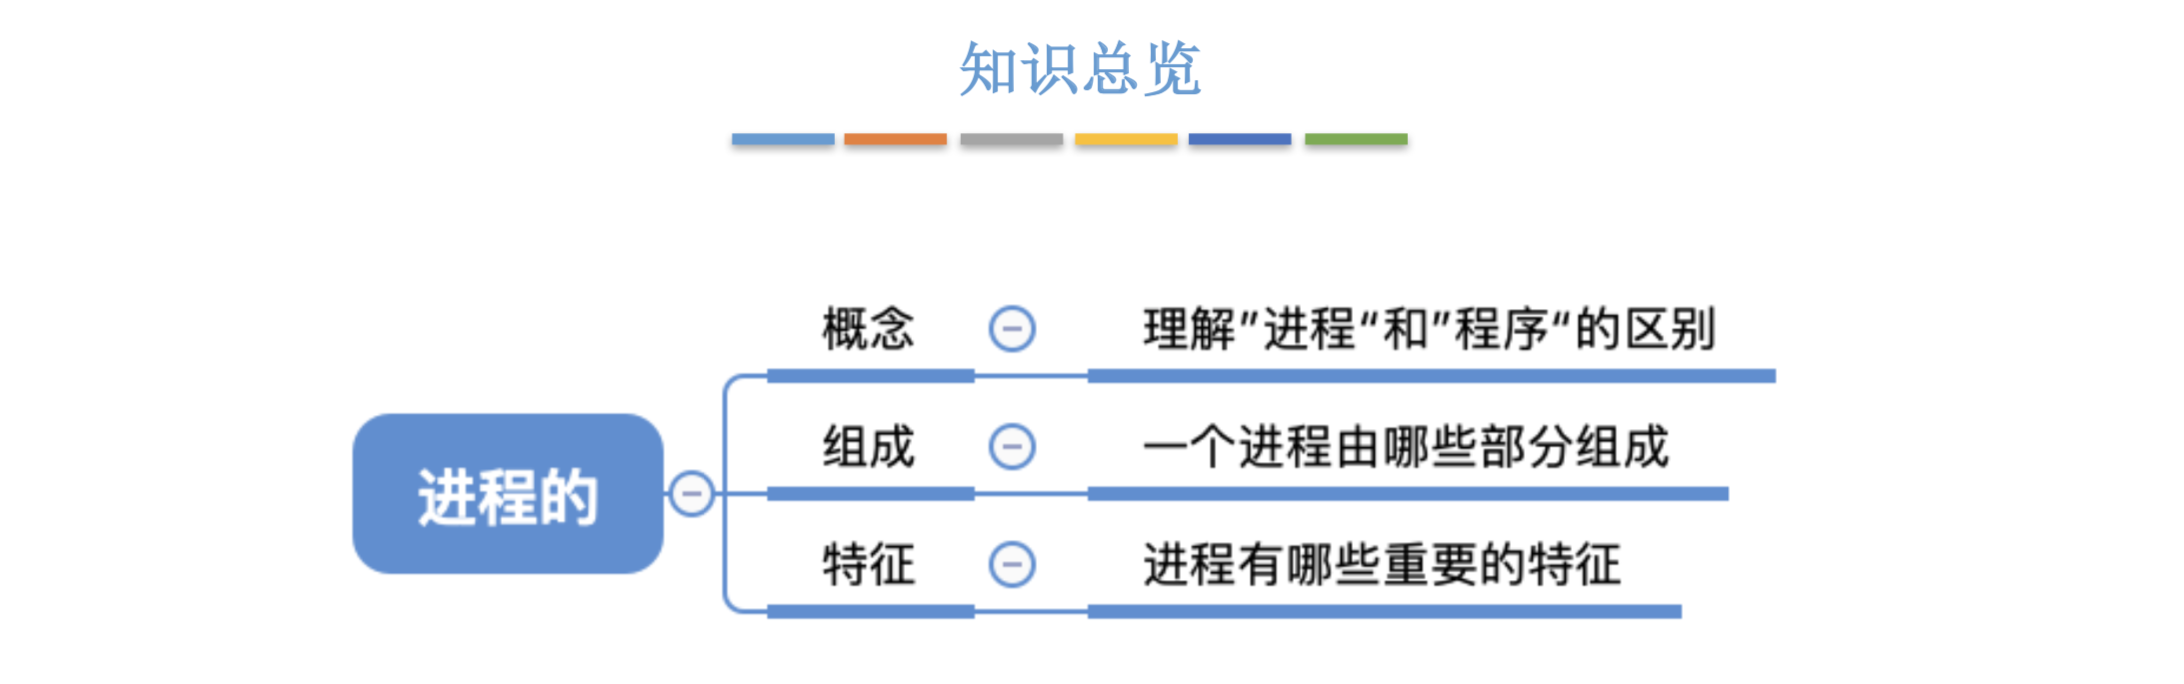 知识总览
概念
理解”进程“和”程序“的区别
进程的
组成
一个进程由哪些部分组成
特征
进程有哪些重要的特征